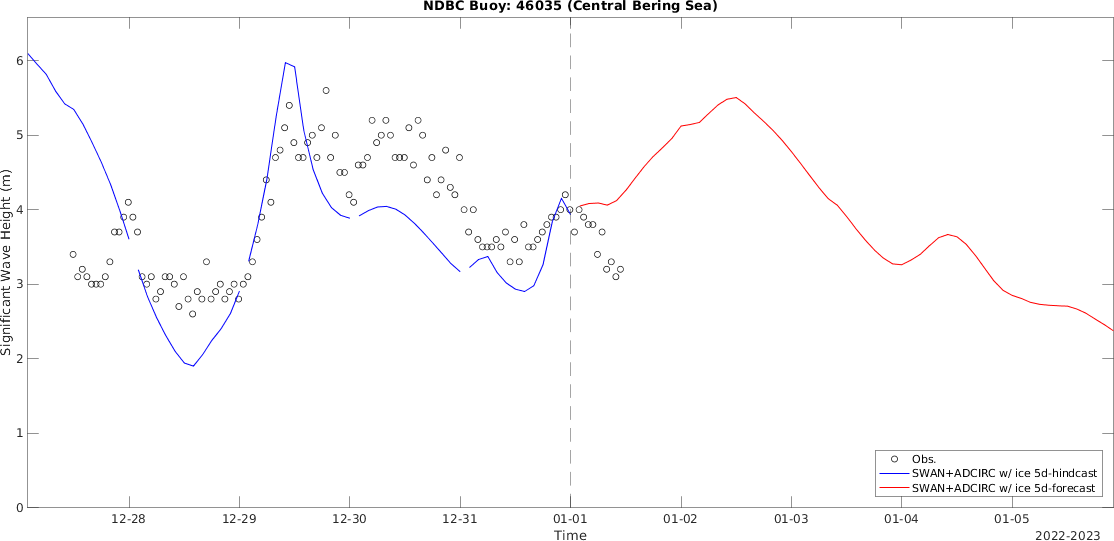 NDBC Buoy: 46035 (Central Bering Sea)
Significant Wave Height (m)
6
5
4
3
2
1
0
12-28
12-29
12-30
12-31
01-01
01-02
01-03
01-04
01-05
Time
2022-2023
Obs.
SWAN+ADCIRC w/ ice 5d-hindcast
SWAN+ADCIRC w/ ice 5d-forecast